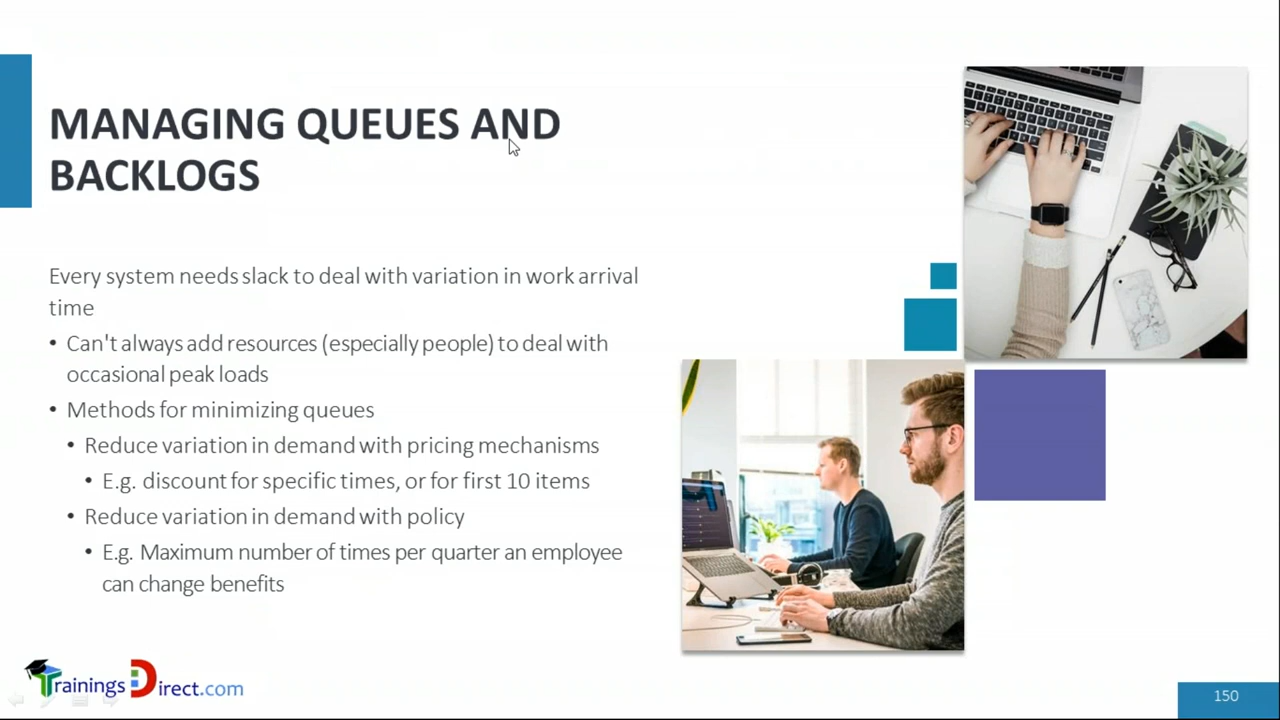 MANAGING QUEUES AND
BACKLOGS
Every system needs slack to deal with variation in work arrival
time
• Can't always add resources (especially people) to deal with
occasional peak loads
• Methods for minimizing queues
• Reduce variation in demand with pricing mechanisms
• E.g. discount for specific times, or for first 10 items
• Reduce variation in demand with policy
• E.g. Maximum number of times per quarter an employee
can change benefits
Trainings Direct.com
150